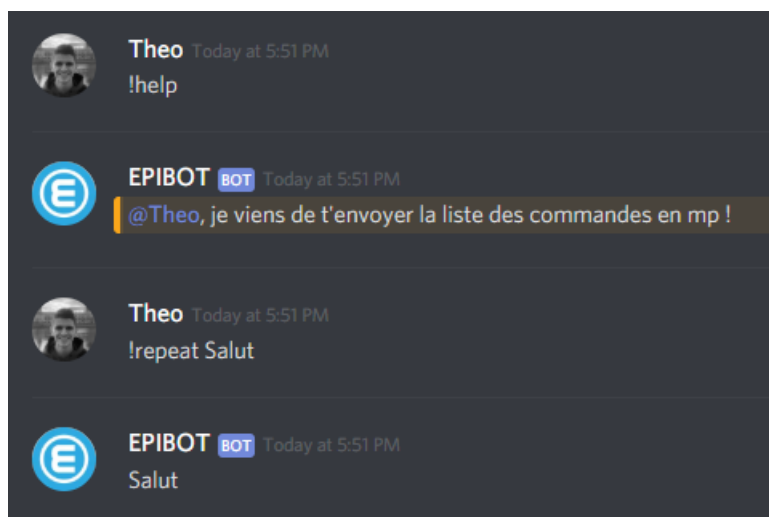 Theo Today at 5:51 PM
!help
EPIBOT BOT Today at 5:51 PM
@Theo, je viens de t'envoyer la liste des commandes en mp !
Theo Today at 5:51 PM
!repeat Salut
EPIBOT BOT Today at 5:51 PM
Salut